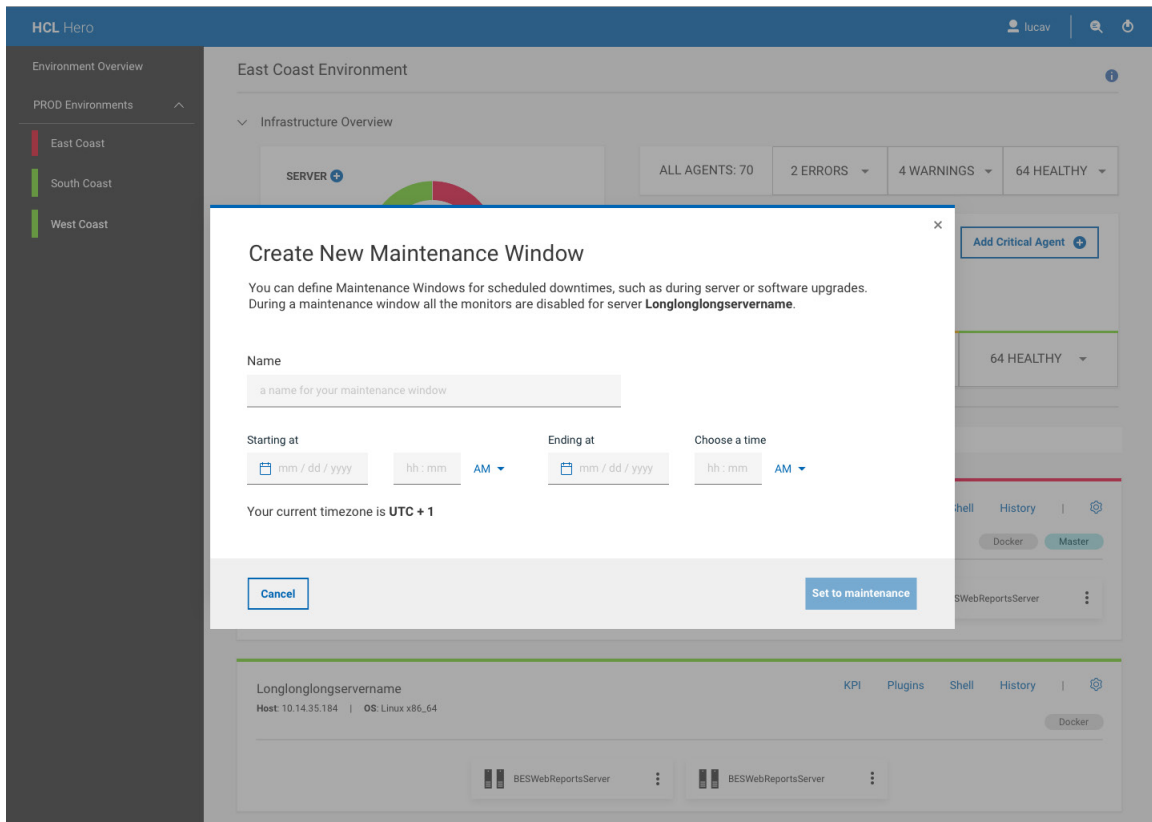 HCL Hero
lucav
Environment Overview
PROD Environments
East Coast
South Coast
West Coast
East Coast Environment
Infrastructure Overview
SERVER
ALL AGENTS: 70
2 ERRORS
4 WARNINGS
64 HEALTHY
Add Critical Agent
64 HEALTHY
Create New Maintenance Window
You can define Maintenance Windows for scheduled downtimes, such as during server or software upgrades.
During a maintenance window all the monitors are disabled for server Longlonglongservername.
Name
a name for your maintenance window
Starting at Ending at Choose a time
mm / dd / yyyy hh : mm AM mm / dd / yyyy hh : mm AM
Your current timezone is UTC + 1
Cancel
Set to maintenance
Shell History |
Docker Master
BESWebReportsServer
Longlonglongservername
KPI Plugins Shell History |
Host: 10.14.35.184 | OS: Linux x86_64
Docker
BESWebReportsServer
BESWebReportsServer